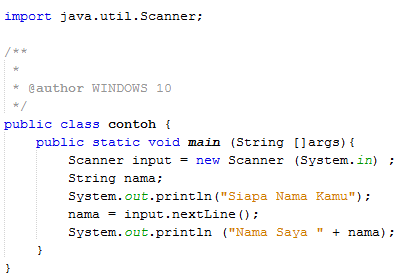 import java.util.Scanner;
/**
*
* @author WINDOWS 10
*/
public class contoh {
public static void main (String []args){
Scanner input = new Scanner (System.in) ;
String nama;
System.out.println("Siapa Nama Kamu");
nama = input.nextLine();
System.out.println ("Nama Saya " + nama);
}
}